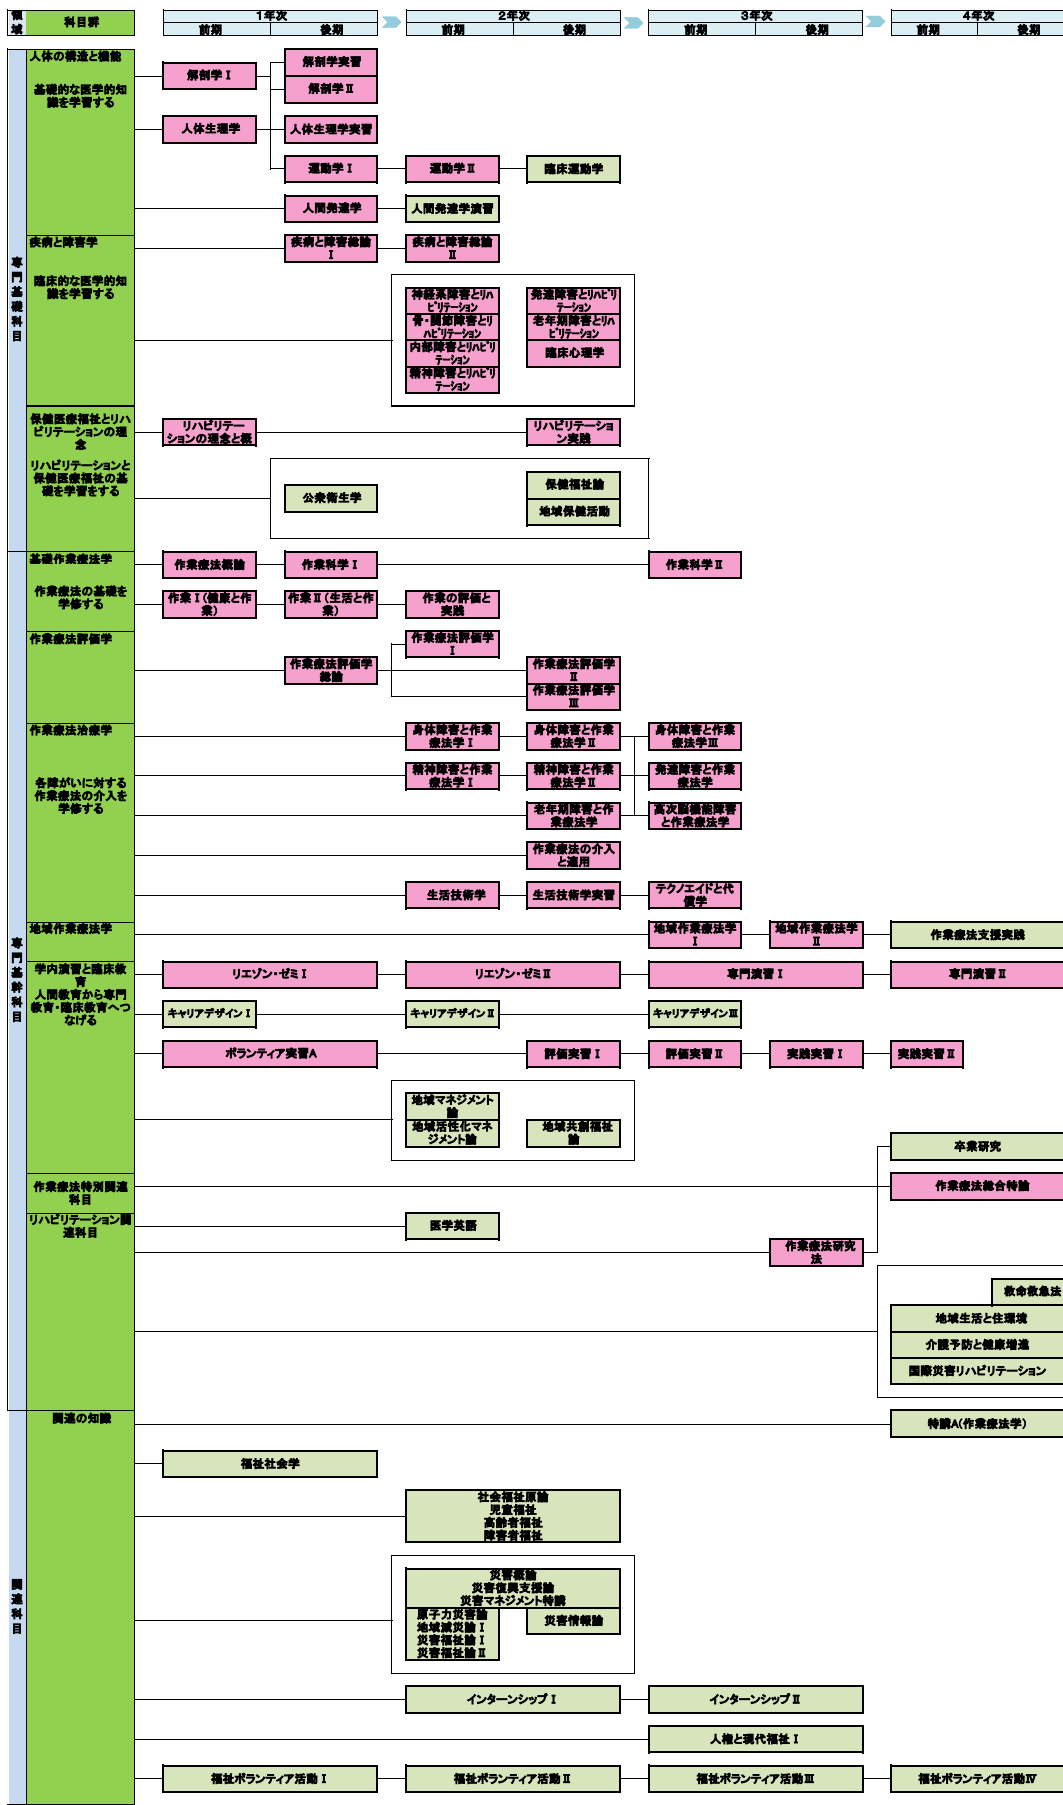 領域
科目群
1年次
2年次
3年次
4年次
前期
後期
前期
後期
前期
後期
前期
後期
専門基礎科目
人体の構造と機能
基礎的な医学的知
識を学習する
解剖学Ⅰ
解剖学実習
解剖学Ⅱ
人体生理学
人体生理学実習
運動学Ⅰ
運動学Ⅱ
臨床運動学
人間発達学
人間発達学演習
疾病と障害学
臨床的な医学的知
識を学習する
疾病と障害総論
Ⅰ
疾病と障害総論
Ⅱ
神経系障害とリハ
ビリテーション
骨・関節障害とリ
ハビリテーション
内部障害とリハビリ
テーション
精神障害とリハビリ
テーション
発達障害とリハビリ
テーション
老年期障害とリハ
ビリテーション
臨床心理学
保健医療福祉とリハ
ビリテーションの理
念
リハビリテーションと
保健医療福祉の基
礎を学習をする
リハビリテー
ションの理念と概
リハビリテーショ
ン実践
公衆衛生学
保健福祉論
地域保健活動
専門基幹科目
基礎作業療法学
作業療法の基礎を
学修する
作業療法概論
作業科学Ⅰ
作業科学Ⅱ
作業Ⅰ(健康と作
業)
作業Ⅱ(生活と作
業)
作業の評価と
実践
作業療法評価学
作業療法評価学
総論
作業療法評価学
Ⅰ
作業療法評価学
Ⅱ
作業療法評価学
Ⅲ
作業療法治療学
各障がいに対する
作業療法の介入を
学修する
身体障害と作業
療法学Ⅰ
身体障害と作業
療法学Ⅱ
身体障害と作業
療法学Ⅲ
精神障害と作業
療法学Ⅰ
精神障害と作業
療法学Ⅱ
発達障害と作業
療法学
老年期障害と作
業療法学
高次脳機能障害
と作業療法学
作業療法の介入
と適用
生活技術学
生活技術学実習
テクノエイドと代
償学
地域作業療法学
地域作業療法学
Ⅰ
地域作業療法学
Ⅱ
作業療法支援実践
学内演習と臨床教
育
人間教育から専門
教育・臨床教育へつ
なげる
リエゾン・ゼミⅠ
リエゾン・ゼミⅡ
専門演習Ⅰ
専門演習Ⅱ
キャリアデザインⅠ
キャリアデザインⅡ
キャリアデザインⅢ
ボランティア実習A
評価実習Ⅰ
評価実習Ⅱ
実践実習Ⅰ
実践実習Ⅱ
地域マネジメント
論
地域活性化マネ
ジメント論
地域共創福祉
論
卒業研究
作業療法特別関連
科目
作業療法総合特論
リハビリテーション関
連科目
医学英語
作業療法研究
法
救命救急法
地域生活と住環境
介護予防と健康増進
国際災害リハビリテーション
関連科目
関連の知識
特講A(作業療法学)
福祉社会学
社会福祉原論
児童福祉
高齢者福祉
障害者福祉
災害概論
災害復興支援論
災害マネジメント特講
原子力災害論
地域減災論Ⅰ
災害福祉論Ⅰ
災害福祉論Ⅱ
災害情報論
インターンシップⅠ
インターンシップⅡ
人権と現代福祉Ⅰ
福祉ボランティア活動Ⅰ
福祉ボランティア活動Ⅱ
福祉ボランティア活動Ⅲ
福祉ボランティア活動Ⅳ